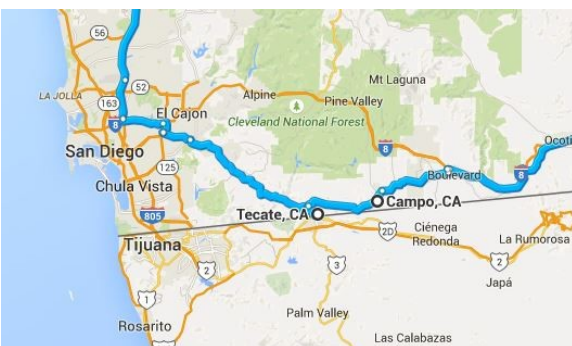 56
52
LA JOLLA
163
El Cajon
Alpine
Mt Laguna
Pine Valley
8
Cleveland National Forest
San Diego
125
8
Ocoti
Boulevard
8
Chula Vista
805
Tecate, CA
Campo, CA
Tijuana
2D
Ciénega
Redonda
La Rumorosa
2
3
2
Japá
1
Palm Valley
Rosarito
Las Calabazas